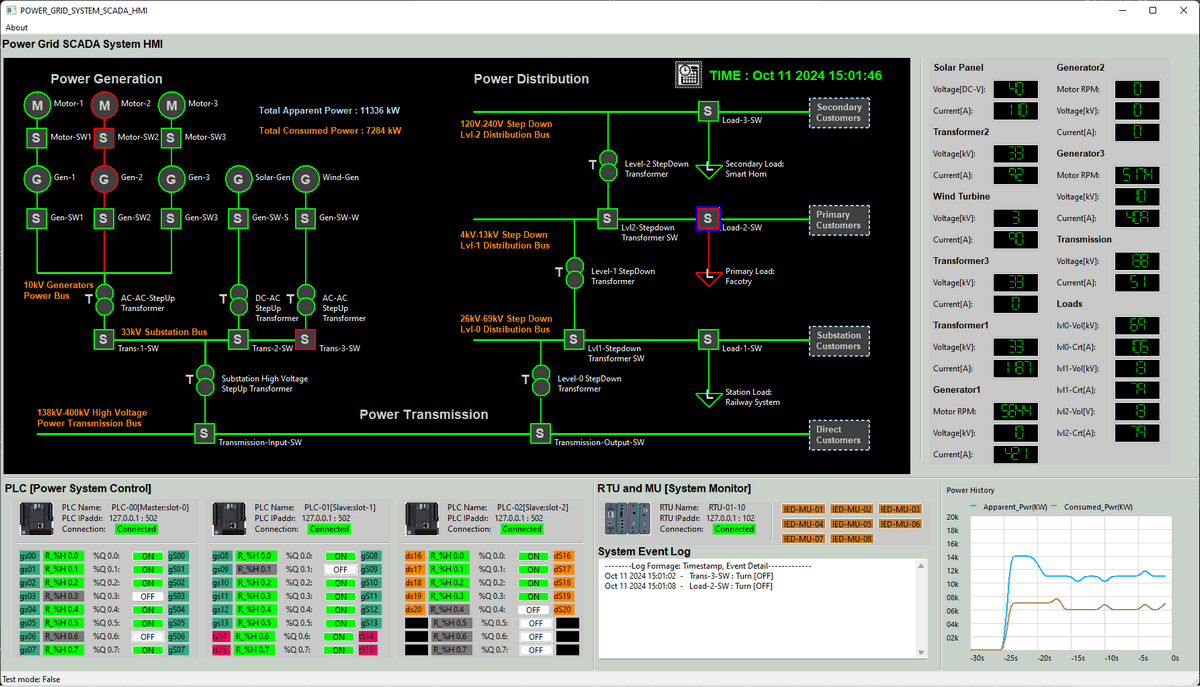 POWER_GRID_SYSTEM_SCADA_HMI
About
Power Grid SCADA System HMI
Power Generation
Power Distribution
TIME : Oct 11 2024 15:01:46
M Motor-1 M Motor-2 M Motor-3
Total Apparent Power : 11336 kW
Total Consumed Power : 7284 kW
S Motor-SW1 S Motor-SW2 S Motor-SW3
G Gen-1 G Gen-2 G Gen-3 G Solar-Gen G Wind-Gen
S Gen-SW1 S Gen-SW2 S Gen-SW3 S Gen-SW-S S Gen-SW-W
10kV Generators
Power Bus
T AC-AC-StepUp
Transformer
T DC-AC
StepUp
Transformer
T AC-AC
StepUp
Transformer
33kV Substation Bus
S Trans-1-SW S Trans-2-SW S Trans-3-SW
T Substation High Voltage
StepUp Transformer
138kV-400kV High Voltage
Power Transmission Bus
Power Transmission
S Transmission-Input-SW
S Transmission-Output-SW
120V-240V Step Down
Lvl-2 Distribution Bus
S Load-3-SW
Secondary
Customers
T Level-2 StepDown
Transformer
L Secondary Load:
Smart Hom
S Lvl2-Stepdown
Transformer SW
S Load-2-SW
Primary
Customers
4kV-13kV Step Down
Lvl-1 Distribution Bus
T Level-1 StepDown
Transformer
L Primary Load:
Facotry
26kV-69kV Step Down
Lvl-0 Distribution Bus
S Lvl1-Stepdown
Transformer SW
S Load-1-SW
Substation
Customers
T Level-0 StepDown
Transformer
L Station Load:
Railway System
Direct
Customers
Solar Panel
Voltage[DC-V]: 40
Current[A]: 110
Transformer2
Voltage[kV]: 33
Current[A]: 92
Wind Turbine
Voltage[kV]: 3
Current[A]: 90
Transformer3
Voltage[kV]: 33
Current[A]: 0
Transformer1
Voltage[kV]: 33
Current[A]: 187
Generator1
Motor RPM: 5644
Voltage[kV]: 0
Current[A]: 421
Generator2
Motor RPM: 0
Voltage[kV]: 0
Current[A]: 0
Generator3
Motor RPM: 5174
Voltage[kV]: 0
Current[kV]: 409
Transmission
Voltage[kV]: 138
Current[A]: 51
Loads
lvl0-Vol[kV]: 69
lvl0-Crt[A]: 106
lvl1-Vol[kV]: 13
lvl1-Crt[A]: 79
lvl2-Vol[V]: 13
lvl2-Crt[A]: 79
PLC [Power System Control]
PLC Name: PLC-00[Master:slot-0]
PLC IPaddr: 127.0.0.1 : 502
Connection: Connected
gs00 R_%H 0.0 %Q 0.0: ON gS00
gs01 R_%H 0.1 %Q 0.1: ON gS01
gs02 R_%H 0.2 %Q 0.2: ON gS02
gs03 R_%H 0.3 %Q 0.3: OFF gS03
gs04 R_%H 0.4 %Q 0.4: ON gS04
gs05 R_%H 0.5 %Q 0.5: ON gS05
gs06 R_%H 0.6 %Q 0.6: OFF gS06
gs07 R_%H 0.7 %Q 0.7: ON gS07
PLC Name: PLC-01[Slave:slot-1]
PLC IPaddr: 127.0.0.1 : 502
Connection: Connected
gs08 R_%H 0.0 %Q 0.0: ON gS08
gs09 R_%H 0.1 %Q 0.1: OFF gS09
gs10 R_%H 0.2 %Q 0.2: ON gS10
gs11 R_%H 0.3 %Q 0.3: ON gS11
gs12 R_%H 0.4 %Q 0.4: ON gS12
gs13 R_%H 0.5 %Q 0.5: ON gS13
ts14 R_%H 0.6 %Q 0.6: ON tS14
ts15 R_%H 0.7 %Q 0.7: ON tS15
PLC Name: PLC-02[Slave:slot-2]
PLC IPaddr: 127.0.0.1 : 502
Connection: Connected
ds16 R_%H 0.0 %Q 0.0: ON dS16
ds17 R_%H 0.1 %Q 0.1: ON dS17
ds18 R_%H 0.2 %Q 0.2: ON dS18
ds19 R_%H 0.3 %Q 0.3: ON dS19
ds20 R_%H 0.4 %Q 0.4: OFF dS20
R_%H 0.5 %Q 0.5: OFF
R_%H 0.6 %Q 0.6: OFF
R_%H 0.7 %Q 0.7: OFF
RTU and MU [System Monitor]
RTU Name: RTU-01-10
RTU IPaddr: 127.0.0.1 : 102
Connection: Connected
IED-MU-01 IED-MU-02 IED-MU-03
IED-MU-04 IED-MU-05 IED-MU-06
IED-MU-07 IED-MU-08
System Event Log
--------Log Formage: Timestamp, Event Detail-------------
Oct 11 2024 15:01:02 - Trans-3-SW : Turn [OFF]
Oct 11 2024 15:01:08 - Load-2-SW : Turn [OFF]
Power History
Apparent_Pwr(KW) Consumed_Pwr(KW)
20k
18k
16k
14k
12k
10k
08k
06k
04k
02k
-30s -25s -20s -15s -10s -5s 0s
Test mode: False